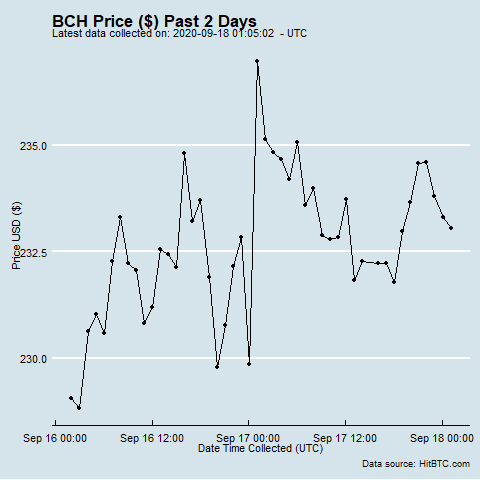 BCH Price ($) Past 2 Days
Latest data collected on: 2020-09-18 01:05:02 - UTC
Price USD ($)
235.0
232.5
230.0
Sep 16 00:00 Sep 16 12:00 Sep 17 00:00 Sep 17 12:00 Sep 18 00:00
Date Time Collected (UTC)
Data source: HitBTC.com